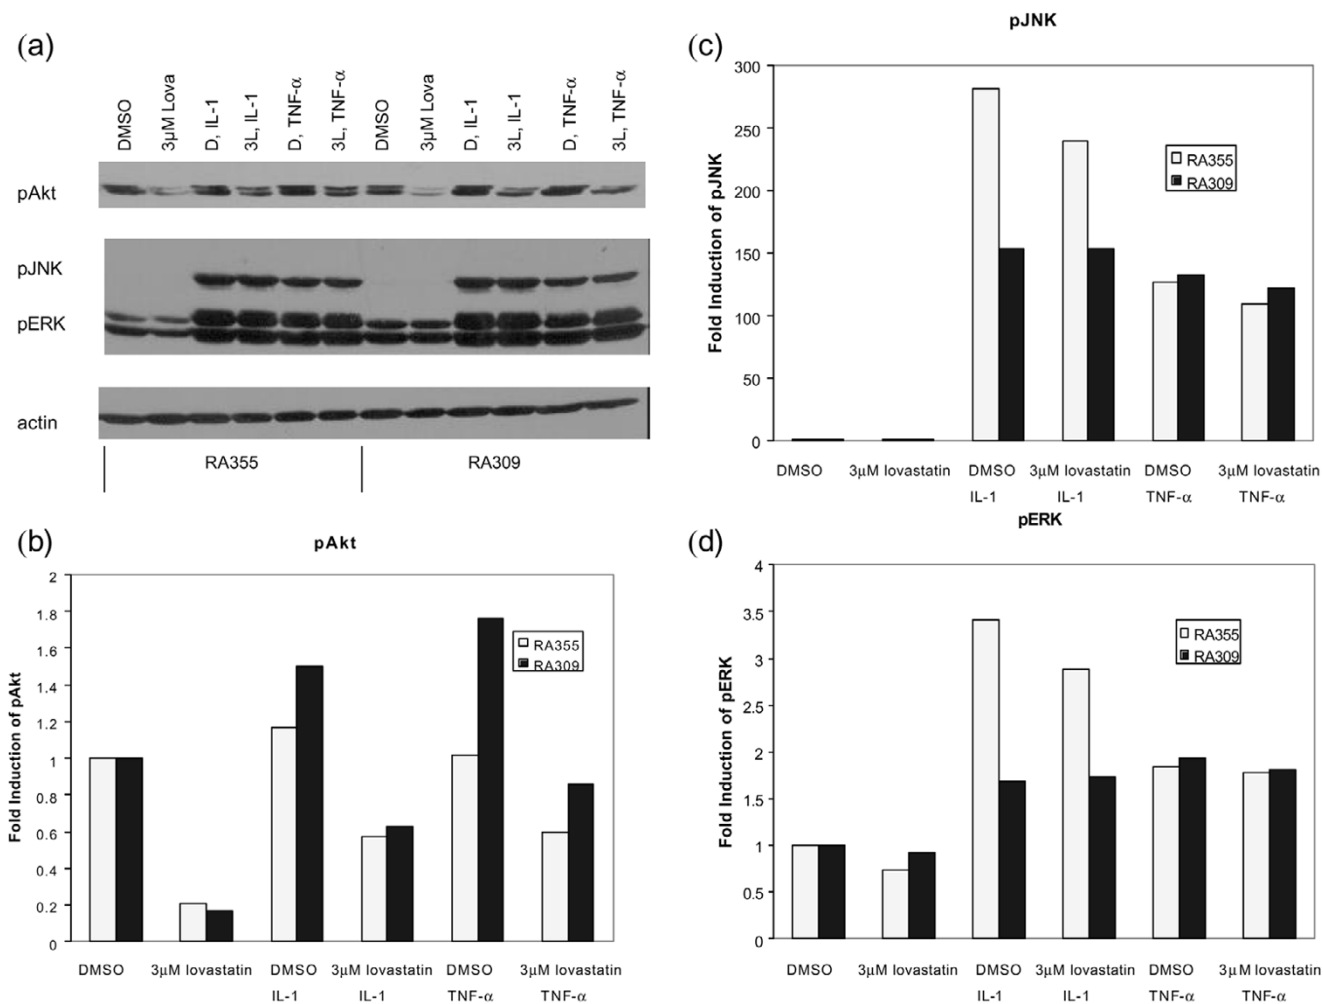 (a)
DMSO
3μM Lova
D, IL-1
3L, IL-1
D, TNF-α
3L, TNF-α
DMSO
3μM Lova
D, IL-1
3L, IL-1
D, TNF-α
3L, TNF-α
pAkt
pJNK
pERK
actin
RA355 RA309
(b)
pAkt
Fold Induction of pAkt
2
1.8
1.6
1.4
1.2
1
0.8
0.6
0.4
0.2
0
RA355
RA309
DMSO 3μM lovastatin DMSO 3μM lovastatin DMSO 3μM lovastatin
IL-1 IL-1 TNF-α TNF-α
(c)
pJNK
Fold Induction of pJNK
300
250
200
150
100
50
0
RA355
RA309
DMSO 3μM lovastatin DMSO 3μM lovastatin DMSO 3μM lovastatin
IL-1 IL-1 TNF-α TNF-α
(d)
pERK
Fold Induction of pERK
4
3.5
3
2.5
2
1.5
1
0.5
0
RA355
RA309
DMSO 3μM lovastatin DMSO 3μM lovastatin DMSO 3μM lovastatin
IL-1 IL-1 TNF-α TNF-α